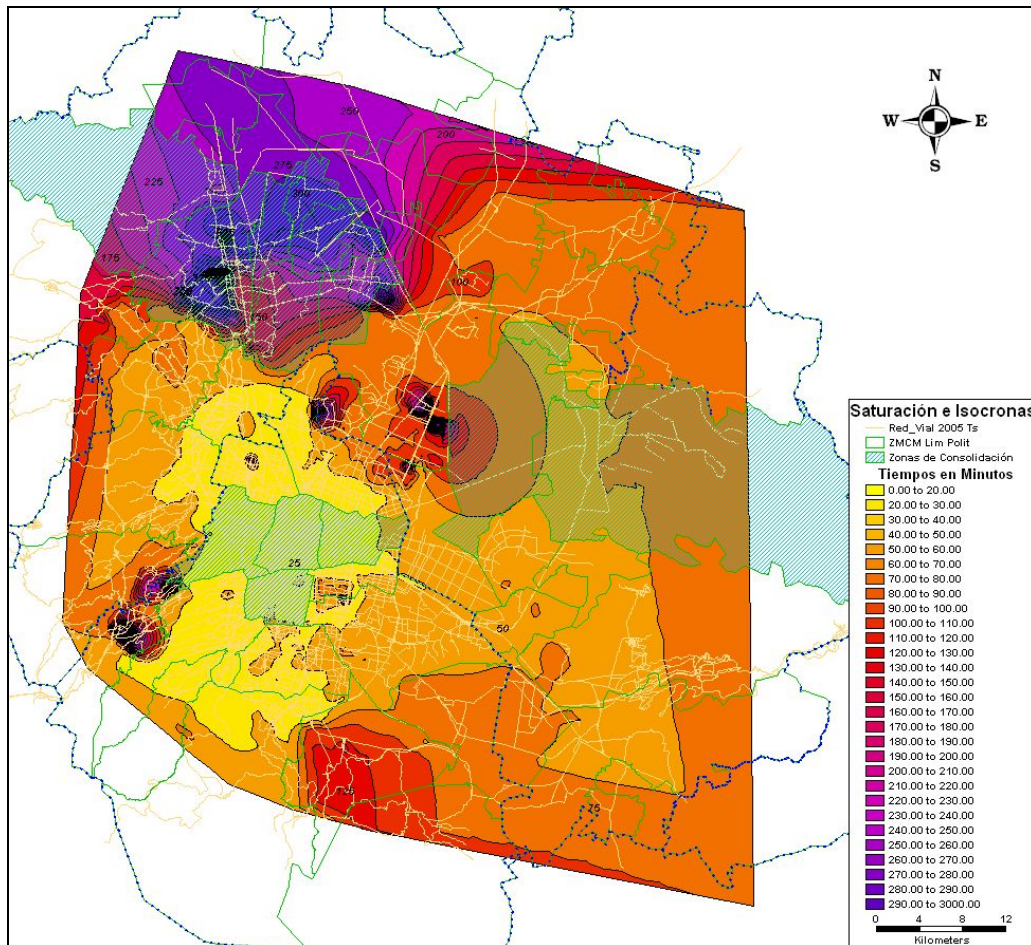 N
W E
S
250
200
275
300
225
175
150
100
25
50
75
Saturación e Isocronas
Red_Vial 2005 Ts
ZMCM Lim Polit
Zonas de Consolidación
Tiempos en Minutos
0.00 to 20.00
20.00 to 30.00
30.00 to 40.00
40.00 to 50.00
50.00 to 60.00
60.00 to 70.00
70.00 to 80.00
80.00 to 90.00
90.00 to 100.00
100.00 to 110.00
110.00 to 120.00
120.00 to 130.00
130.00 to 140.00
140.00 to 150.00
150.00 to 160.00
160.00 to 170.00
170.00 to 180.00
180.00 to 190.00
190.00 to 200.00
200.00 to 210.00
210.00 to 220.00
220.00 to 230.00
230.00 to 240.00
240.00 to 250.00
250.00 to 260.00
260.00 to 270.00
270.00 to 280.00
280.00 to 290.00
290.00 to 3000.00
0 4 8 12
Kilometers